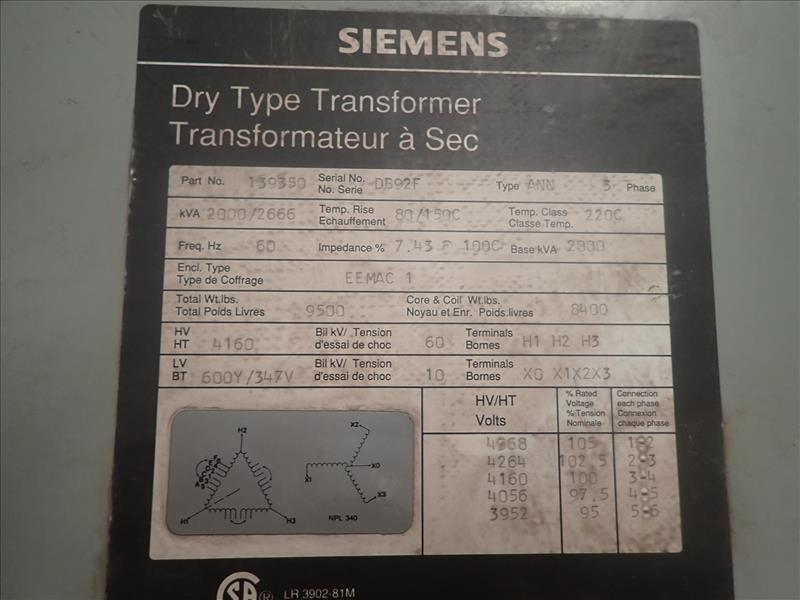 SIEMENS
Dry Type Transformer
Transformateur à Sec
Part No. 139350 Serial No. No. Serie DB92F Type ANN 3 Phase
kVA 2000/2666 Temp. Rise Echauffement 80/150C Temp. Class Classe Temp. 220C
Freq. Hz 60 Impedance % 7.43 @ 100C Base kVA 2000
Encl. Type
Type de Coffrage EEMAC 1
Total Wt.lbs. Core & Coil Wt.lbs.
Total Poids Livres 9500 Noyau et Enr. Poids.livres 8400
HV Bil kV/ Tension Terminals
HT 4160 d'essai de choc 60 Bornes H1 H2 H3
LV Bil kV/ Tension Terminals
BT 600Y/347V d'essai de choc 10 Bornes X0 X1X2X3
HV/HT Volts % Rated Voltage % Tension Nominale Connection each phase Connexion chaque phase
4368 105 1-2
4264 102.5 2-3
4160 100 3-4
4056 97.5 4-5
3952 95 5-6
H2 X2
X0
X1
X3
H1 H3 NPL 340
LR 3902-81M